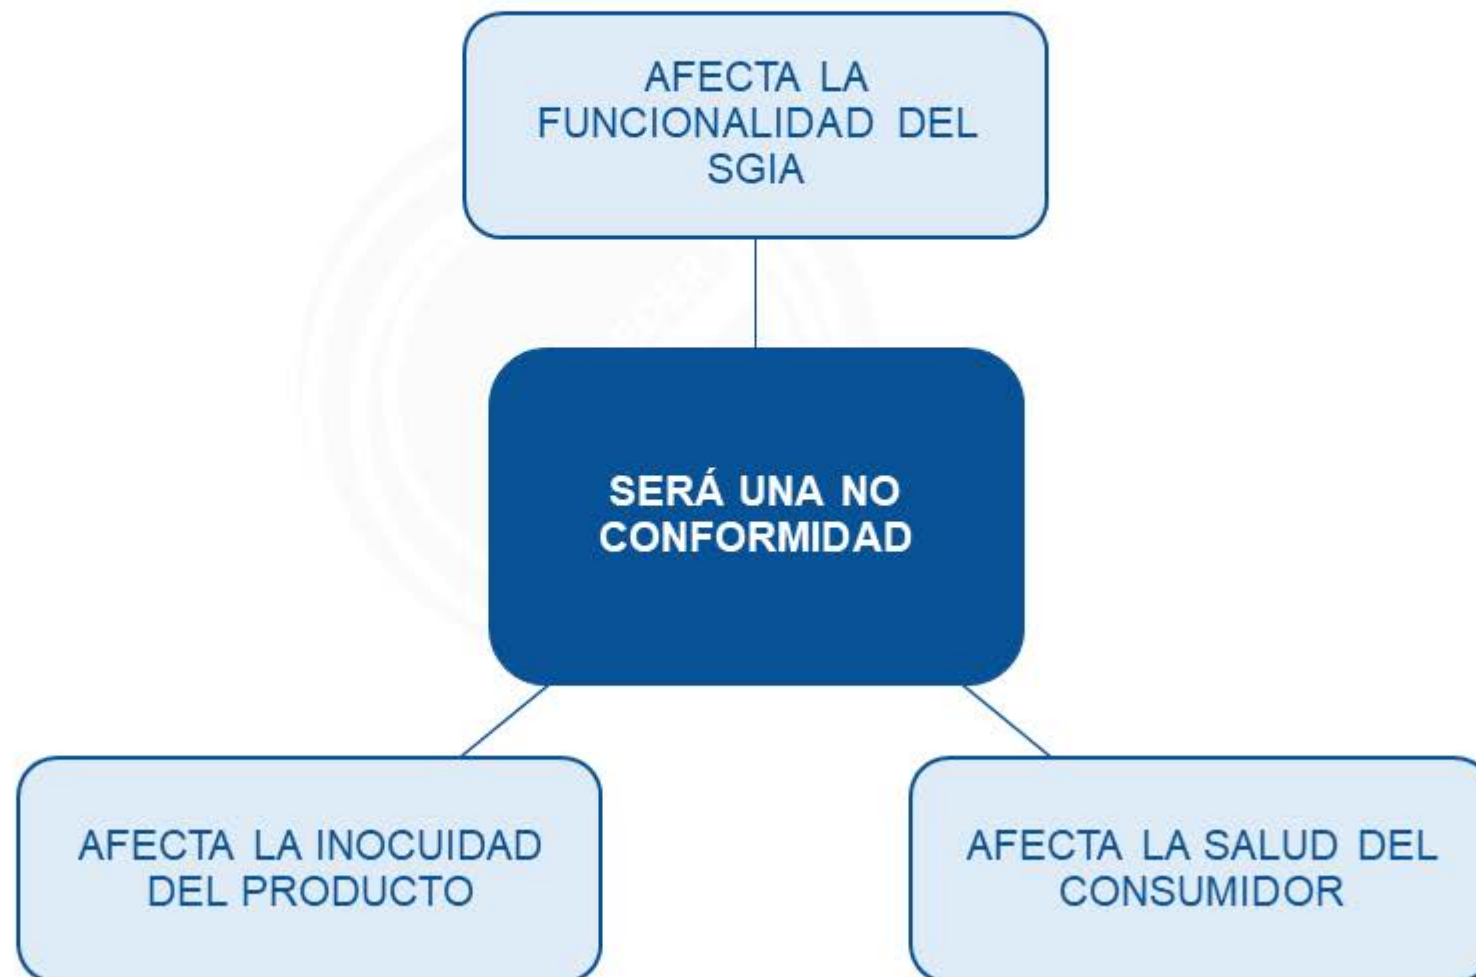 AFECTA LA
FUNCIONALIDAD DEL
SGIA
SERÁ UNA NO
CONFORMIDAD
AFECTA LA INOCUIDAD
DEL PRODUCTO
AFECTA LA SALUD DEL
CONSUMIDOR